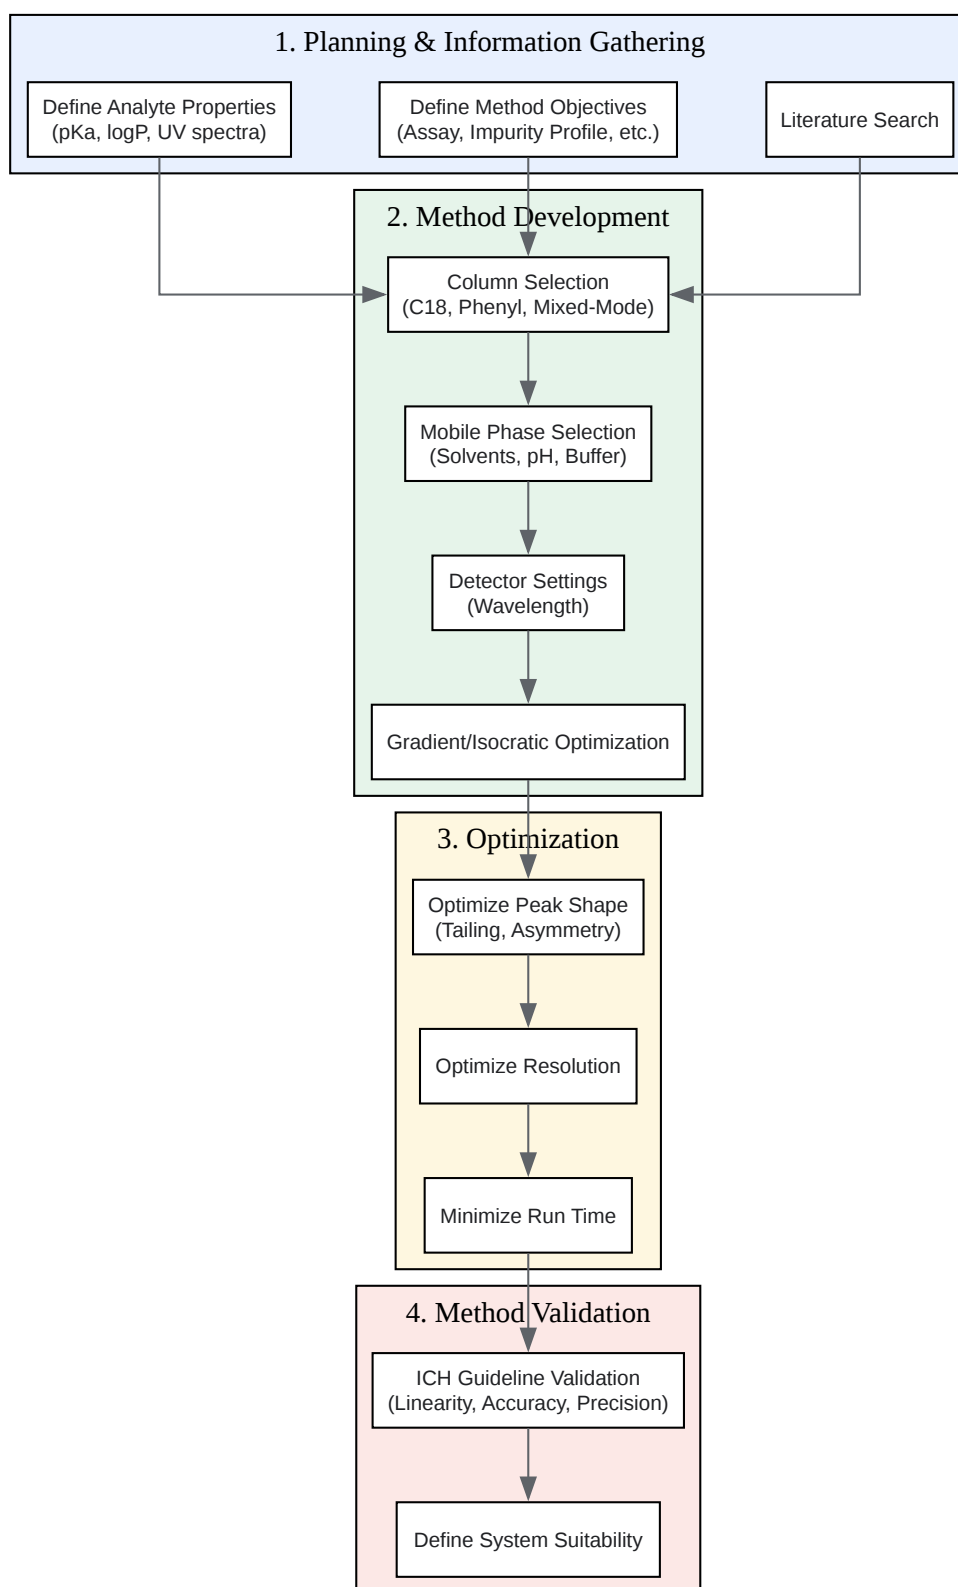 1. Planning & Information Gathering
Define Analyte Properties
(pKa, logP, UV spectra)
Define Method Objectives
(Assay, Impurity Profile, etc.)
Literature Search
2. Method Development
Column Selection
(C18, Phenyl, Mixed-Mode)
Mobile Phase Selection
(Solvents, pH, Buffer)
Detector Settings
(Wavelength)
Gradient/Isocratic Optimization
3. Optimization
Optimize Peak Shape
(Tailing, Asymmetry)
Optimize Resolution
Minimize Run Time
4. Method Validation
ICH Guideline Validation
(Linearity, Accuracy, Precision)
Define System Suitability